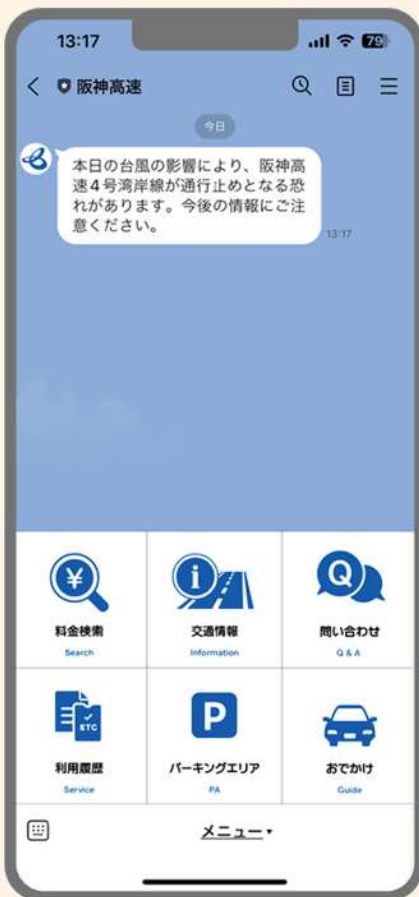 13:17
79
阪神高速
今日
本日の台風の影響により、阪神高
速4号湾岸線が通行止めとなる恐
れがあります。今後の情報にご注
意ください。
13:17
料金検索
Search
交通情報
Information
問い合わせ
Q & A
ETC
利用履歴
Service
P
パーキングエリア
PA
おでかけ
Guide
メニュー